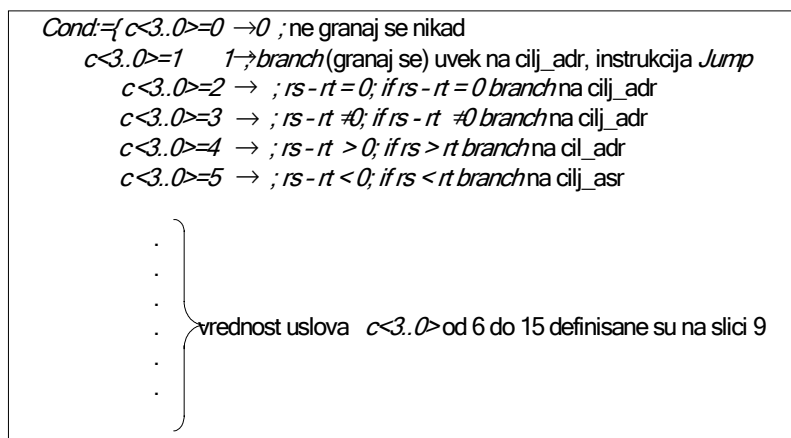 Cond:={ c<3..0>=0 → 0 ; ne granaj se nikad
c<3..0>=1 1→; branch (granaj se) uvek na cilj_adr, instrukcija Jump
c<3..0>=2 → ; rs - rt = 0; if rs - rt = 0 branch na cilj_adr
c<3..0>=3 → ; rs - rt ≠0; if rs - rt ≠0 branch na cilj_adr
c<3..0>=4 → ; rs - rt > 0; if rs > rt branch na cil_adr
c<3..0>=5 → ; rs - rt < 0; if rs < rt branch na cilj_asr
.
.
.
. vrednost uslova c<3..0> od 6 do 15 definisane su na slici 9
.
.